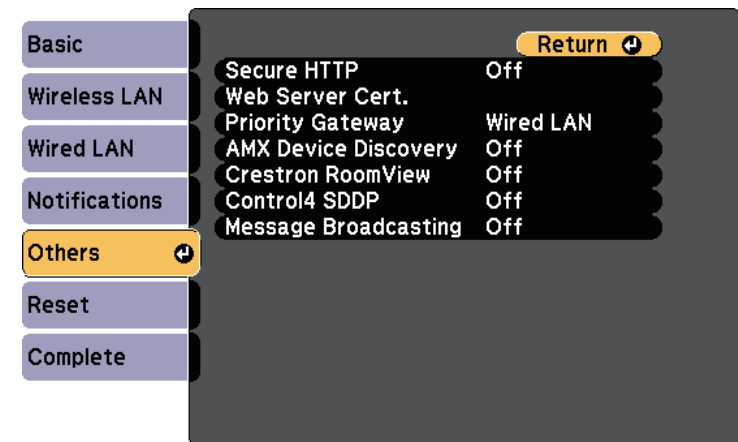 Basic
Wireless LAN
Wired LAN
Notifications
Others
Reset
Complete
Return
Secure HTTP Off
Web Server Cert.
Priority Gateway Wired LAN
AMX Device Discovery Off
Crestron RoomView Off
Control4 SDDP Off
Message Broadcasting Off